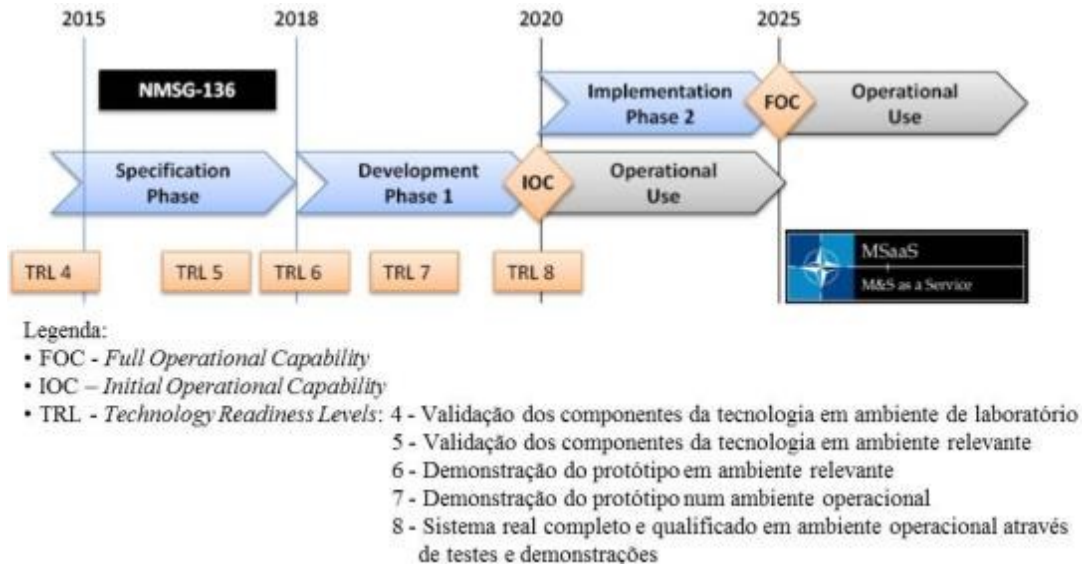 2015 2018 2020 2025
NMSG-136
Implementation
Phase 2
FOC
Operational
Use
Specification
Phase
Development
Phase 1
IOC
Operational
Use
TRL 4 TRL 5 TRL 6 TRL 7 TRL 8
MSaaS
M&S as a Service
Legenda:
• FOC - Full Operational Capability
• IOC – Initial Operational Capability
• TRL - Technology Readiness Levels: 4 - Validação dos componentes da tecnologia em ambiente de laboratório
5 - Validação dos componentes da tecnologia em ambiente relevante
6 - Demonstração do protótipo em ambiente relevante
7 - Demonstração do protótipo num ambiente operacional
8 - Sistema real completo e qualificado em ambiente operacional através
de testes e demonstrações